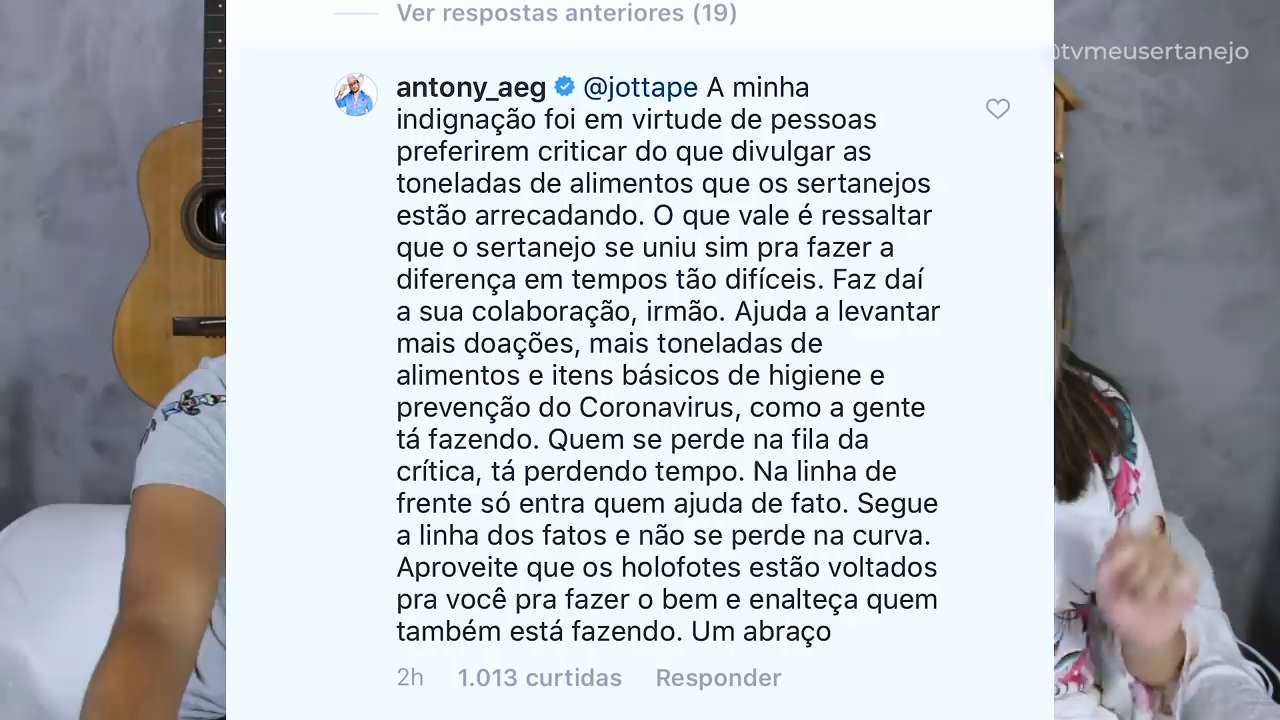 Ver respostas anteriores (19)
@tvmeusertanejo
antony_aeg @jottape A minha
indignação foi em virtude de pessoas
preferirem criticar do que divulgar as
toneladas de alimentos que os sertanejos
estão arrecadando. O que vale é ressaltar
que o sertanejo se uniu sim pra fazer a
diferença em tempos tão difíceis. Faz daí
a sua colaboração, irmão. Ajuda a levantar
mais doações, mais toneladas de
alimentos e itens básicos de higiene e
prevenção do Coronavirus, como a gente
tá fazendo. Quem se perde na fila da
crítica, tá perdendo tempo. Na linha de
frente só entra quem ajuda de fato. Segue
a linha dos fatos e não se perde na curva.
Aproveite que os holofotes estão voltados
pra você pra fazer o bem e enalteça quem
também está fazendo. Um abraço
2h 1.013 curtidas Responder